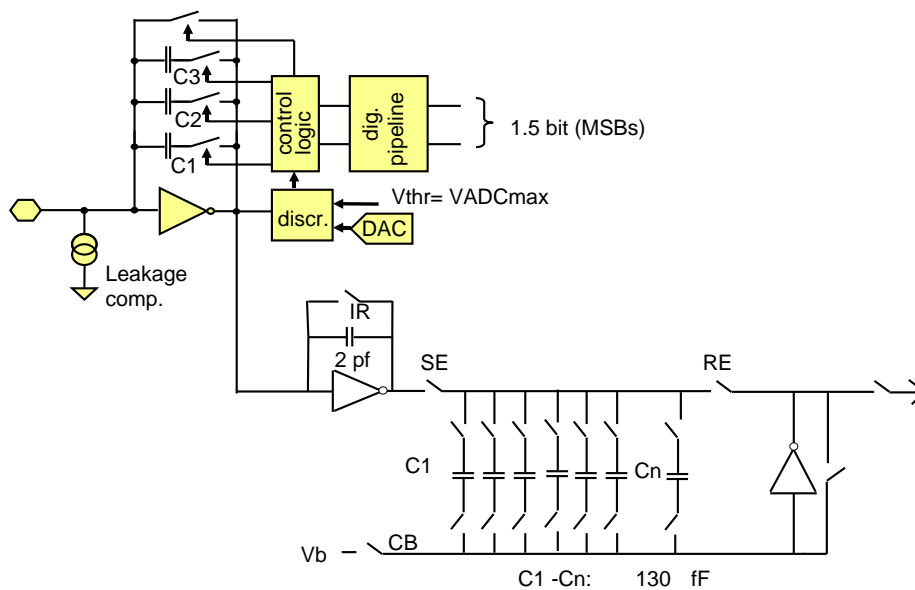 C3
C2
C1
control logic
dig. pipeline
1.5 bit (MSBs)
Vthr= VADCmax
discr.
DAC
Leakage
comp.
IR
2 pf
SE
RE
C1
Cn
Vb
CB
C1 -Cn: 130 fF